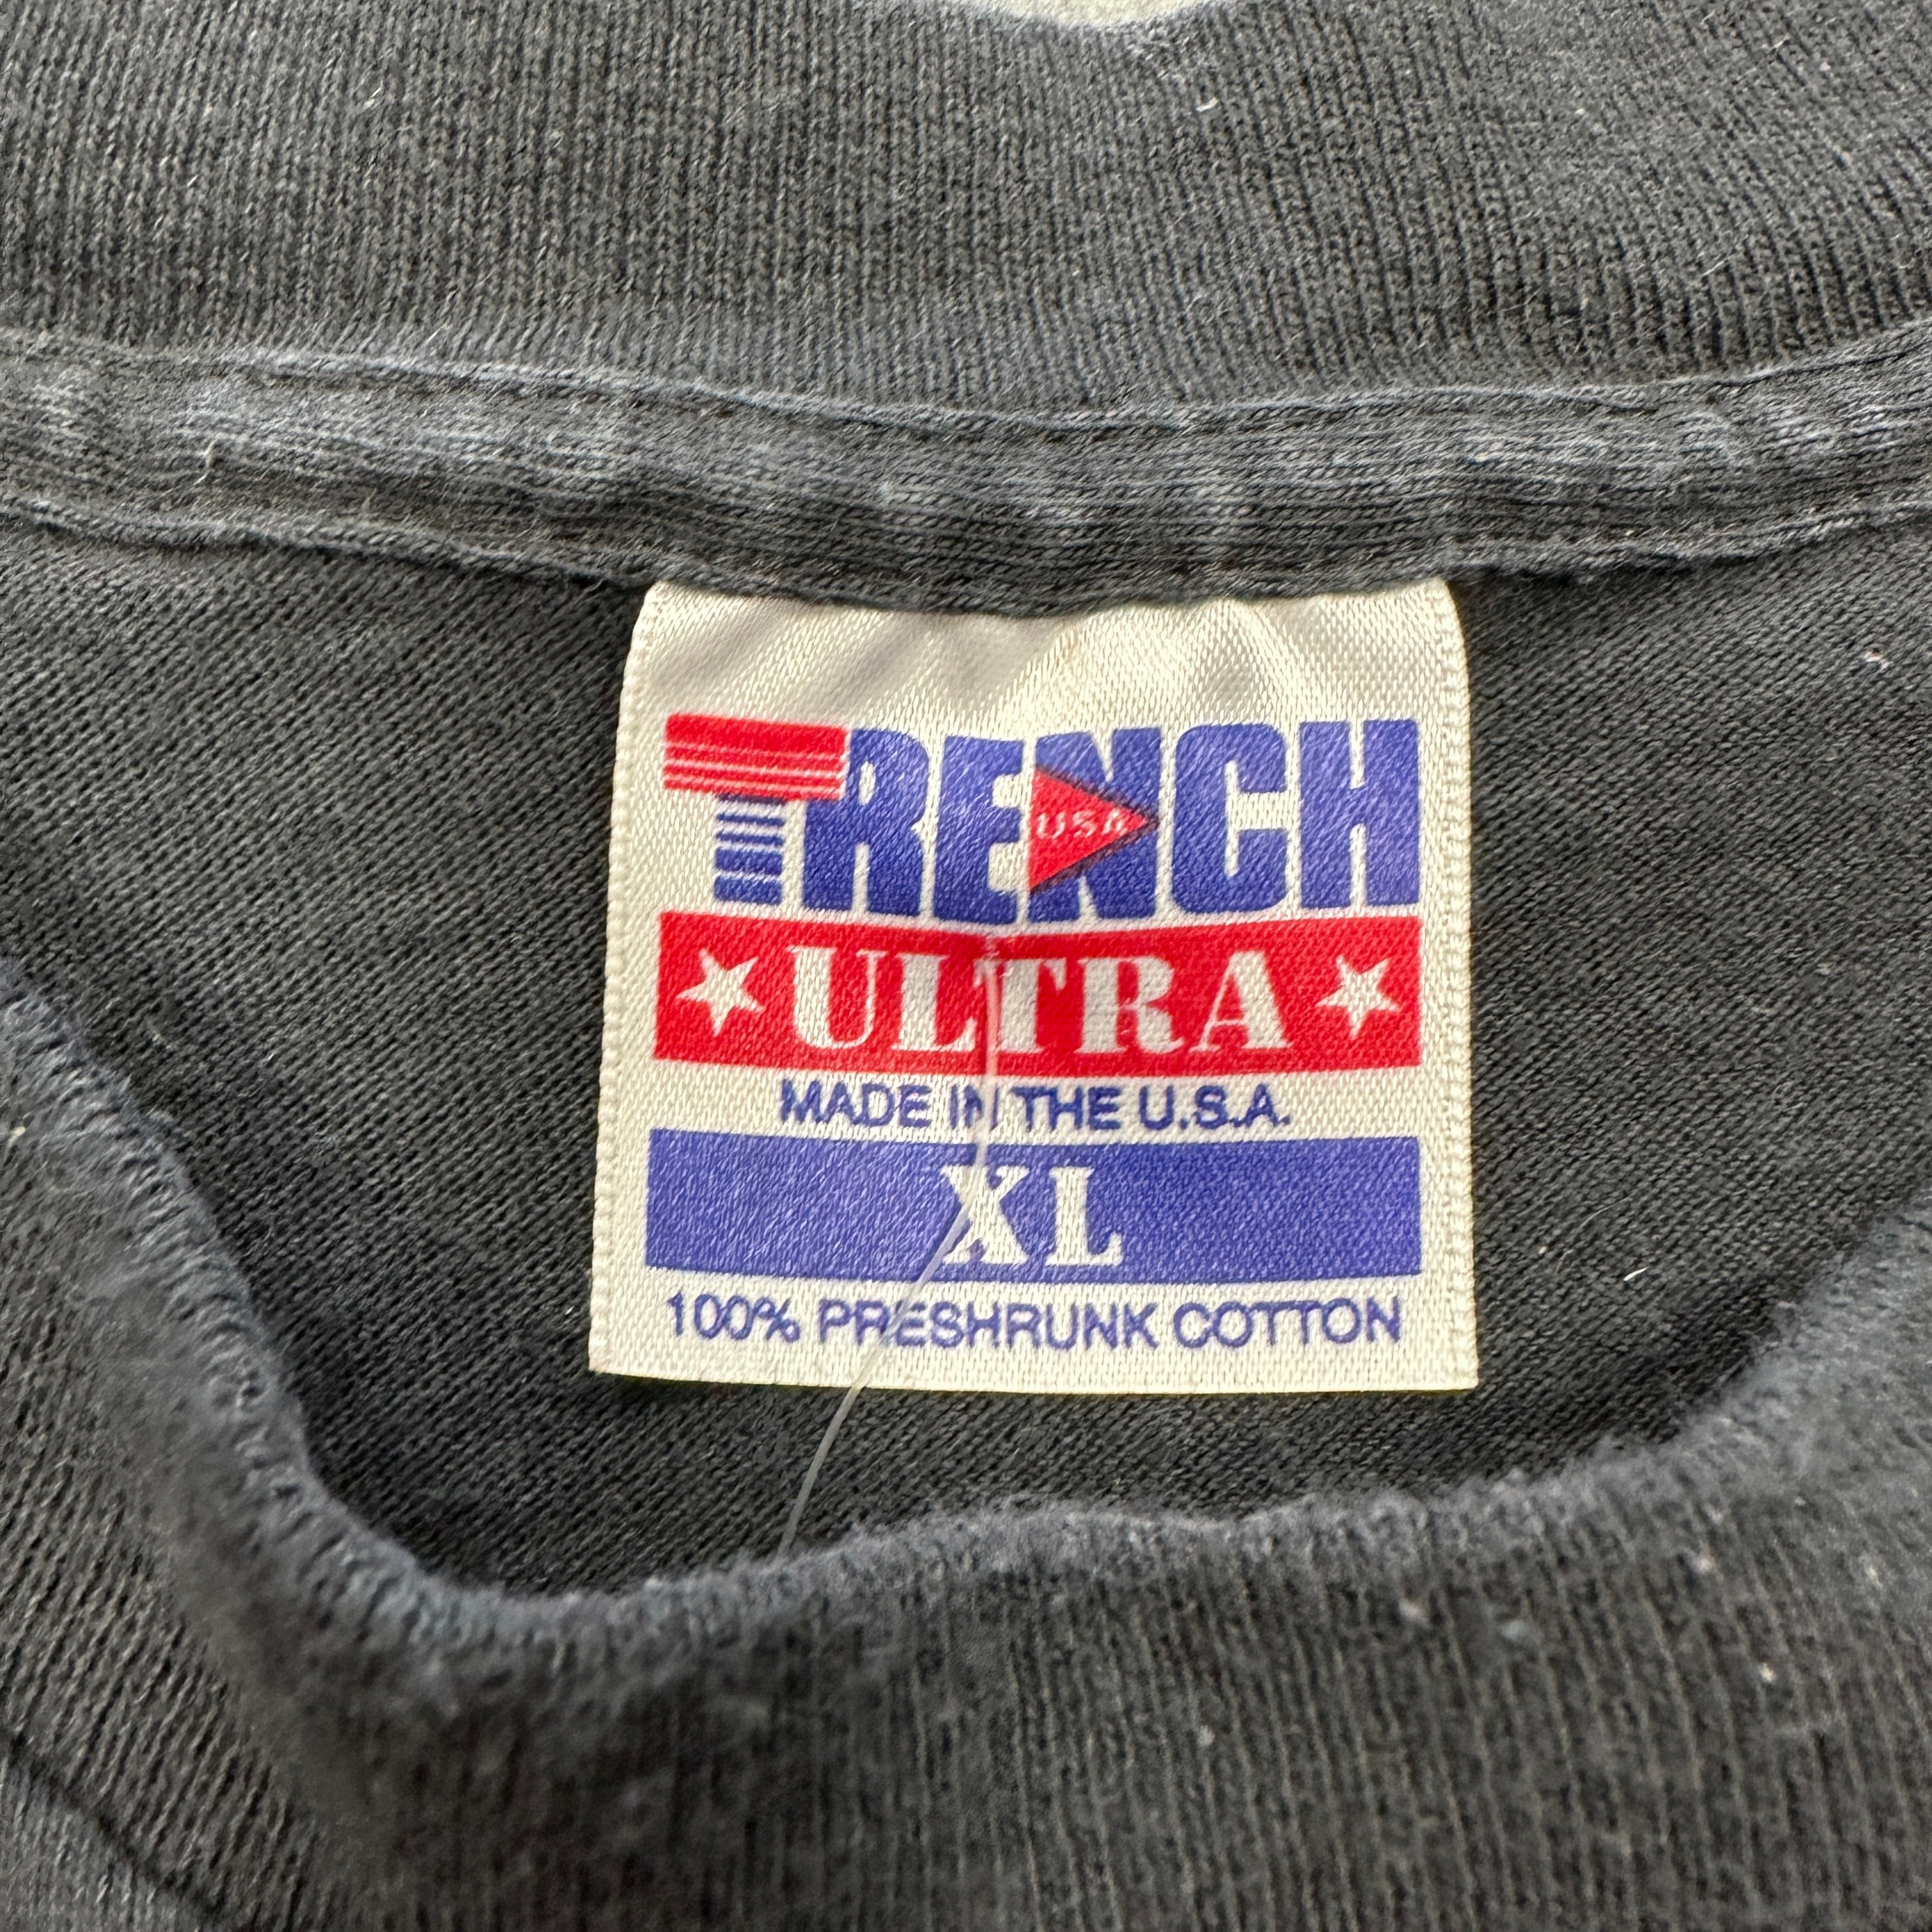 TRENCH
USA
ULTRA
MADE IN THE U.S.A.
XL
100% PRESHRUNK COTTON